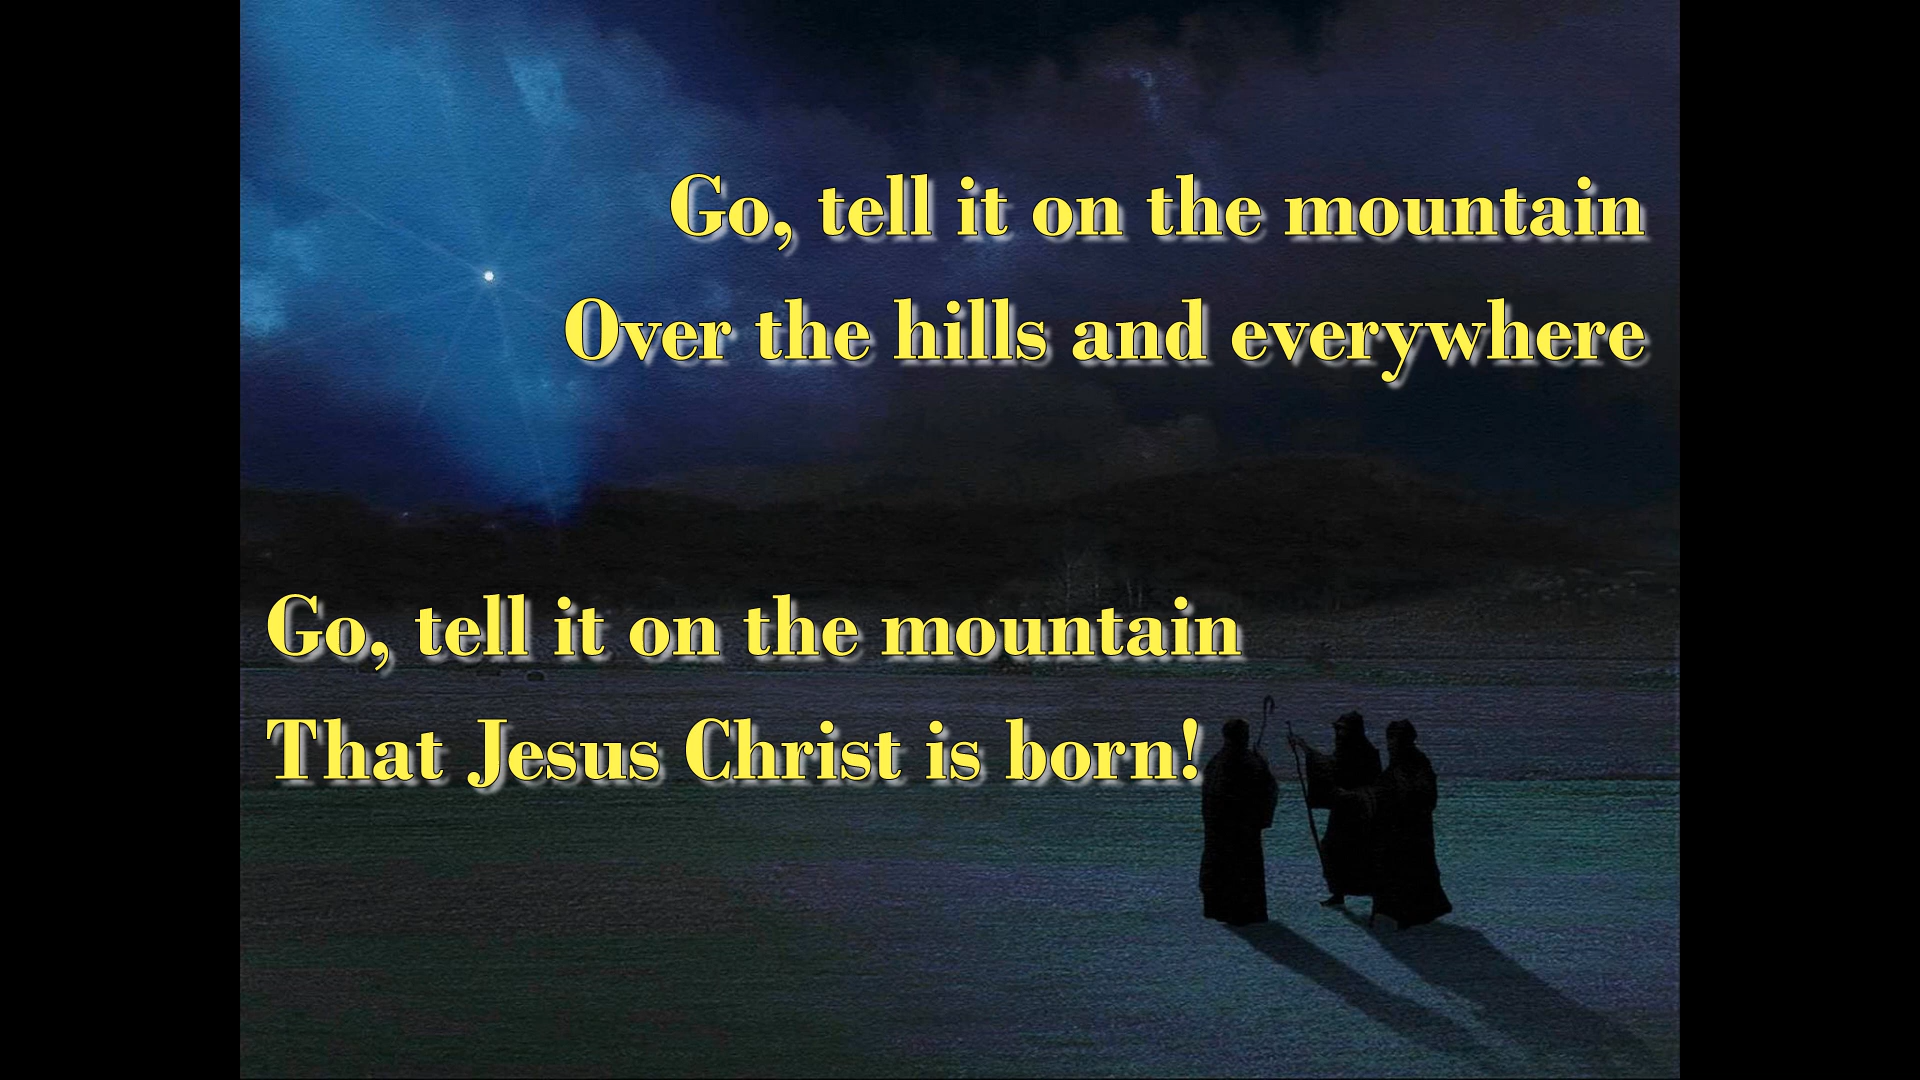 Go, tell it on the mountain
Over the hills and everywhere
Go, tell it on the mountain
That Jesus Christ is born!